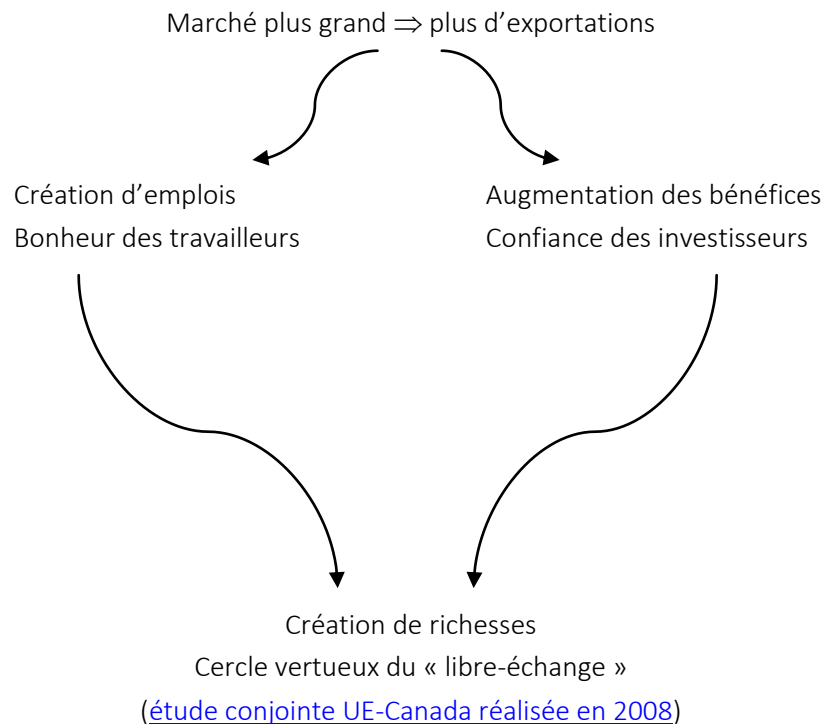 Marché plus grand ⇒ plus d’exportations
Création d’emplois
Bonheur des travailleurs
Augmentation des bénéfices
Confiance des investisseurs
Création de richesses
Cercle vertueux du « libre-échange »
(étude conjointe UE-Canada réalisée en 2008)